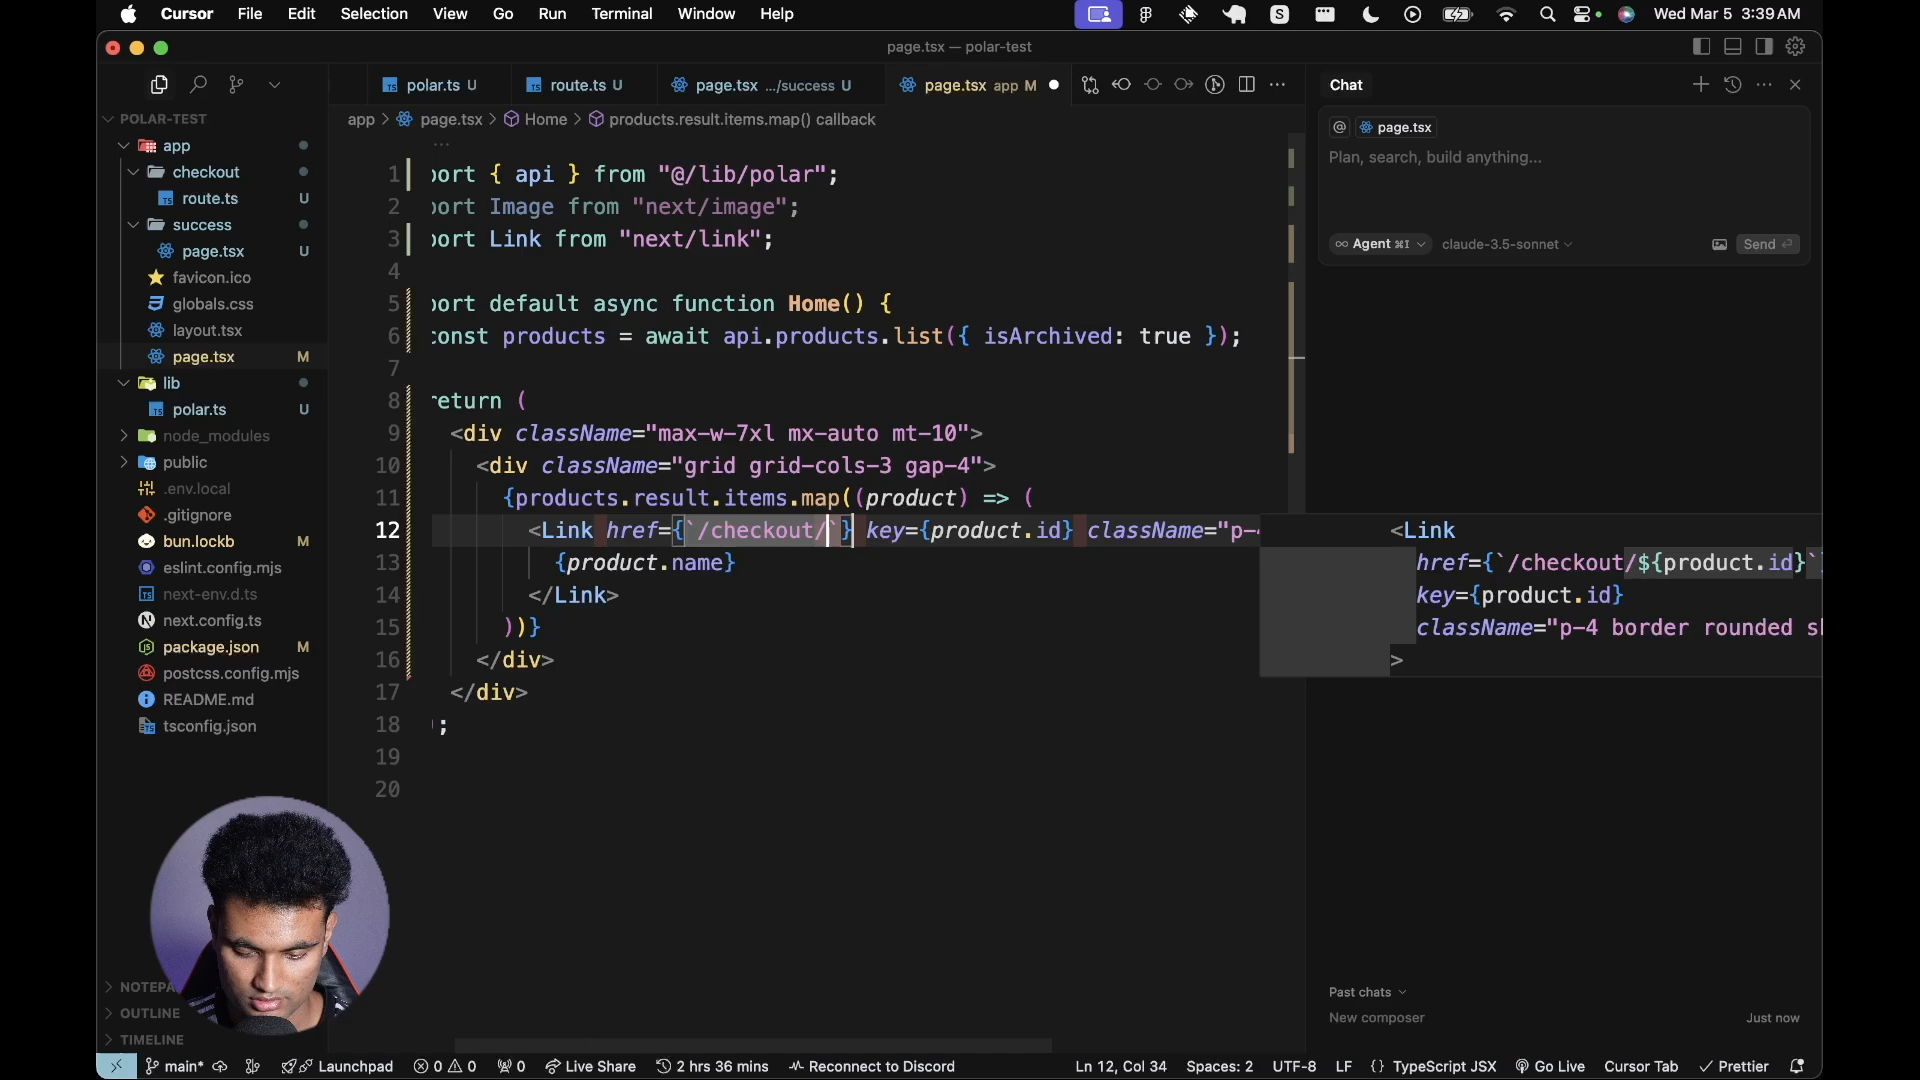 Cursor File Edit Selection View Go Run Terminal Window Help
S Wed Mar 5 3:39 AM
page.tsx — polar-test
polar.ts U
route.ts U
page.tsx .../success U
page.tsx app M
app > page.tsx > Home > products.result.items.map() callback
POLAR-TEST
app
checkout
route.ts U
success
page.tsx U
favicon.ico
globals.css
layout.tsx
page.tsx M
lib
polar.ts U
node_modules
public
.env.local
.gitignore
bun.lockb M
eslint.config.mjs
next-env.d.ts
next.config.ts
package.json M
postcss.config.mjs
README.md
tsconfig.json
NOTEPA
OUTLINE
TIMELINE
...
1 port { api } from "@/lib/polar";
2 port Image from "next/image";
3 port Link from "next/link";
4
5 port default async function Home() {
6 const products = await api.products.list({ isArchived: true });
7
8 return (
9 <div className="max-w-7xl mx-auto mt-10">
10 <div className="grid grid-cols-3 gap-4">
11 {products.result.items.map((product) => (
12 <Link href={`/checkout/`} key={product.id} className="p-4
13 {product.name}
14 </Link>
15 ))}
16 </div>
17 </div>
18 );
19
20
<Link
href={`/checkout/${product.id}`}
key={product.id}
className="p-4 border rounded sh
>
Chat
@ page.tsx
Plan, search, build anything...
∞ Agent ⌘I claude-3.5-sonnet Send ⏎
Past chats
New composer Just now
main* Launchpad 0 0 0 Live Share 2 hrs 36 mins Reconnect to Discord
Ln 12, Col 34 Spaces: 2 UTF-8 LF {} TypeScript JSX Go Live Cursor Tab Prettier